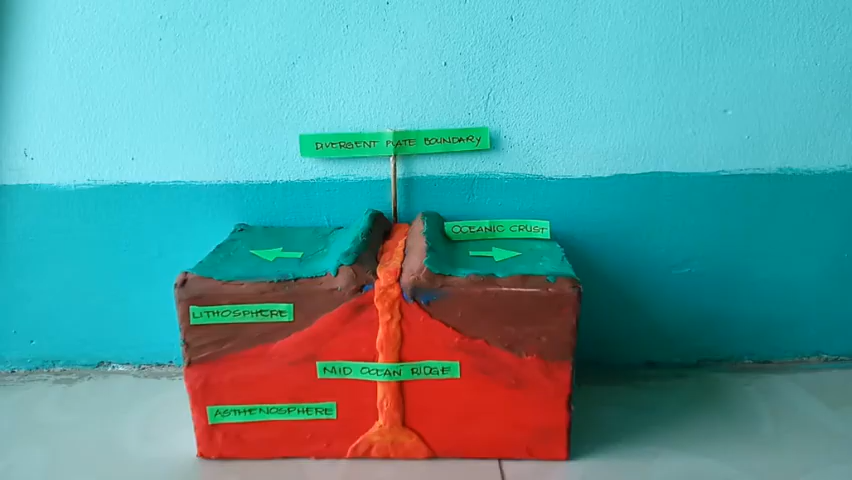 DIVERGENT PLATE BOUNDARY
OCEANIC CRUST
LITHOSPHERE
MID OCEAN RIDGE
ASTHENOSPHERE